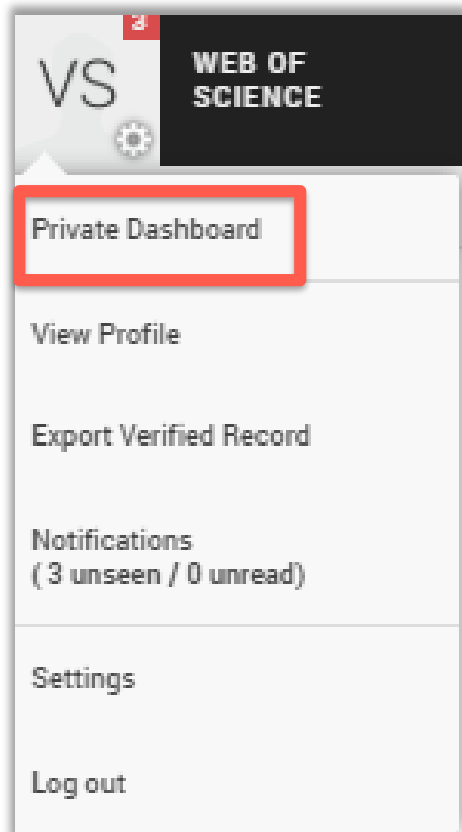 3
VS
WEB OF
SCIENCE
Private Dashboard
View Profile
Export Verified Record
Notifications
( 3 unseen / 0 unread)
Settings
Log out